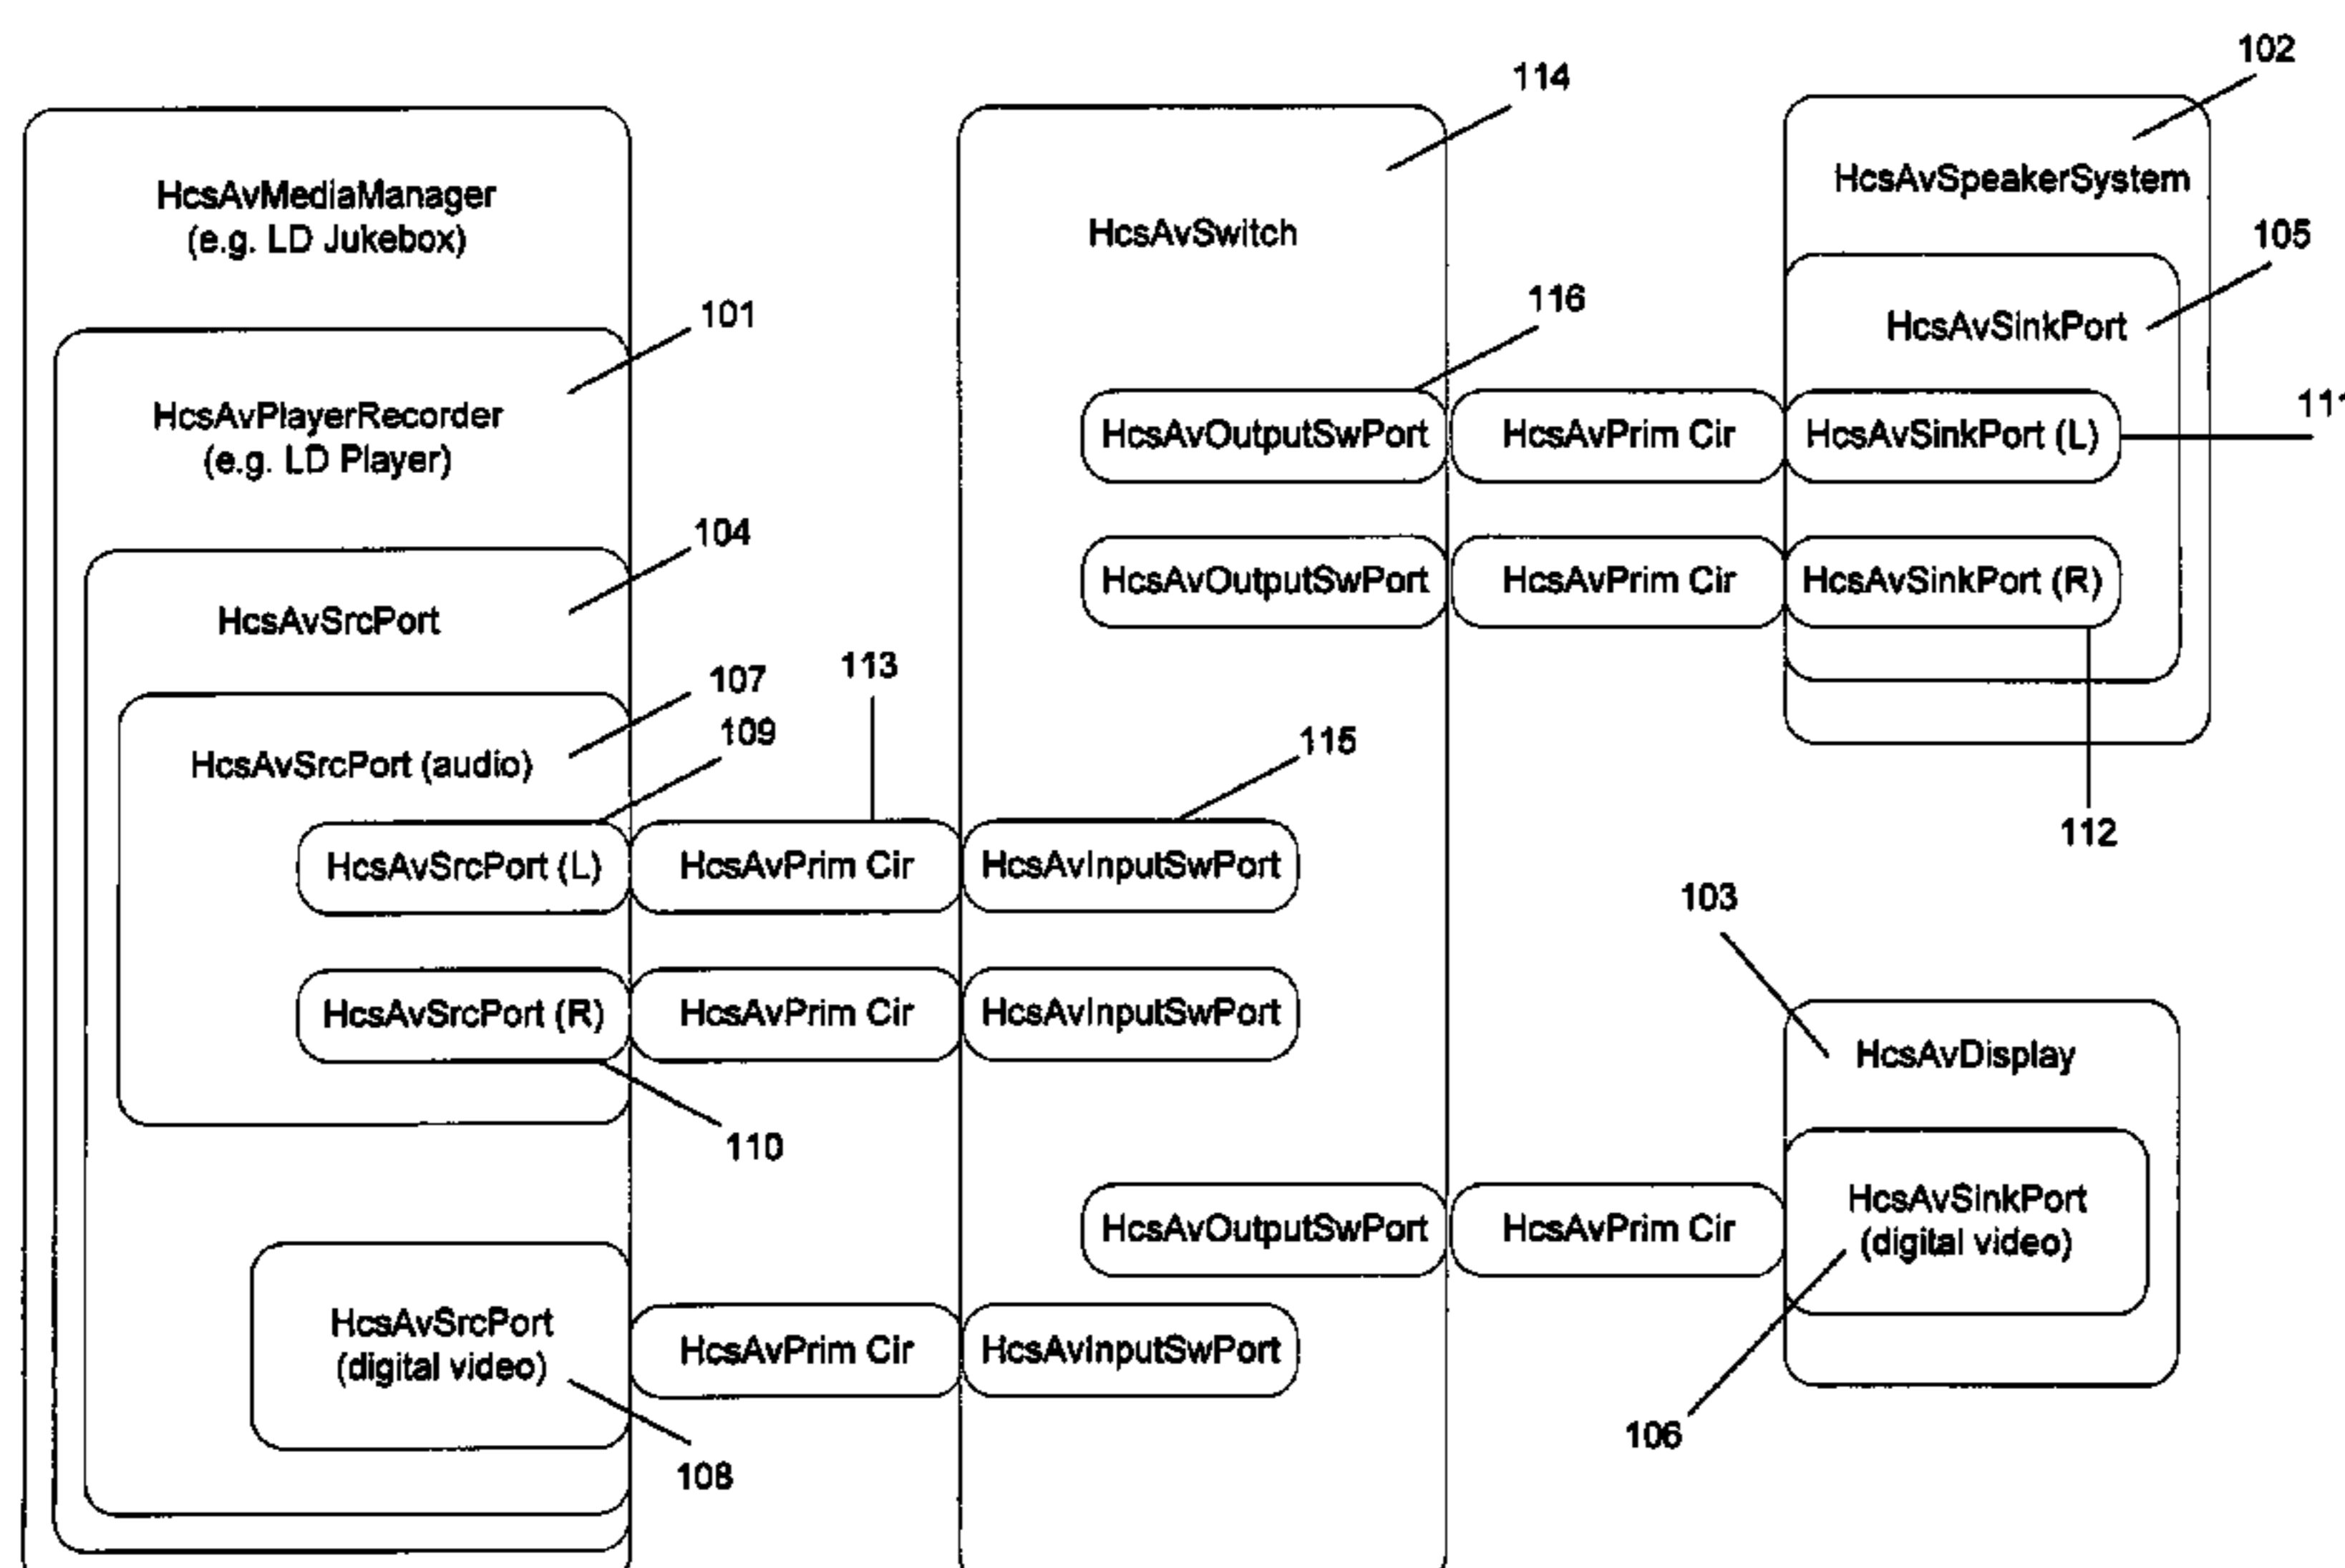 102
114
HcsAvMediaManager
(e.g. LD Jukebox)
HcsAvSwitch
HcsAvSpeakerSystem
105
101
116
HcsAvSinkPort
HcsAvPlayerRecorder
(e.g. LD Player)
HcsAvOutputSwPort
HcsAvPrim Cir
HcsAvSinkPort (L)
111
104
HcsAvOutputSwPort
HcsAvPrim Cir
HcsAvSinkPort (R)
HcsAvSrcPort
113
107
109
115
HcsAvSrcPort (audio)
112
HcsAvSrcPort (L)
HcsAvPrim Cir
HcsAvInputSwPort
103
HcsAvSrcPort (R)
HcsAvPrim Cir
HcsAvInputSwPort
HcsAvDisplay
110
HcsAvOutputSwPort
HcsAvPrim Cir
HcsAvSinkPort
(digital video)
HcsAvSrcPort
(digital video)
HcsAvPrim Cir
HcsAvInputSwPort
106
108